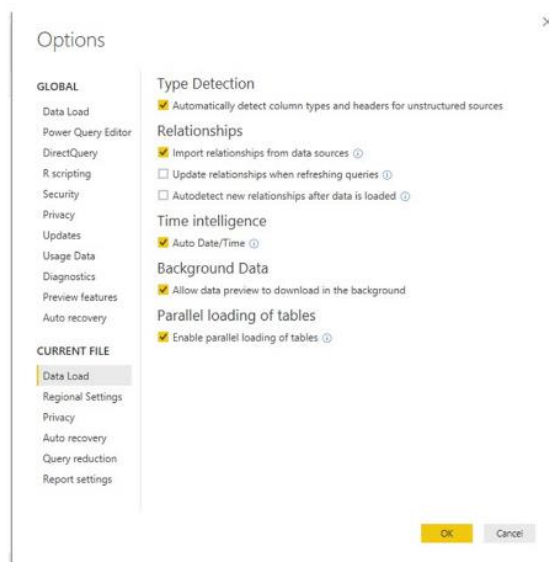 Options
GLOBAL
Data Load
Power Query Editor
DirectQuery
R scripting
Security
Privacy
Updates
Usage Data
Diagnostics
Preview features
Auto recovery
CURRENT FILE
Data Load
Regional Settings
Privacy
Auto recovery
Query reduction
Report settings
Type Detection
Automatically detect column types and headers for unstructured sources
Relationships
Import relationships from data sources
Update relationships when refreshing queries
Autodetect new relationships after data is loaded
Time intelligence
Auto Date/Time
Background Data
Allow data preview to download in the background
Parallel loading of tables
Enable parallel loading of tables
OK
Cancel